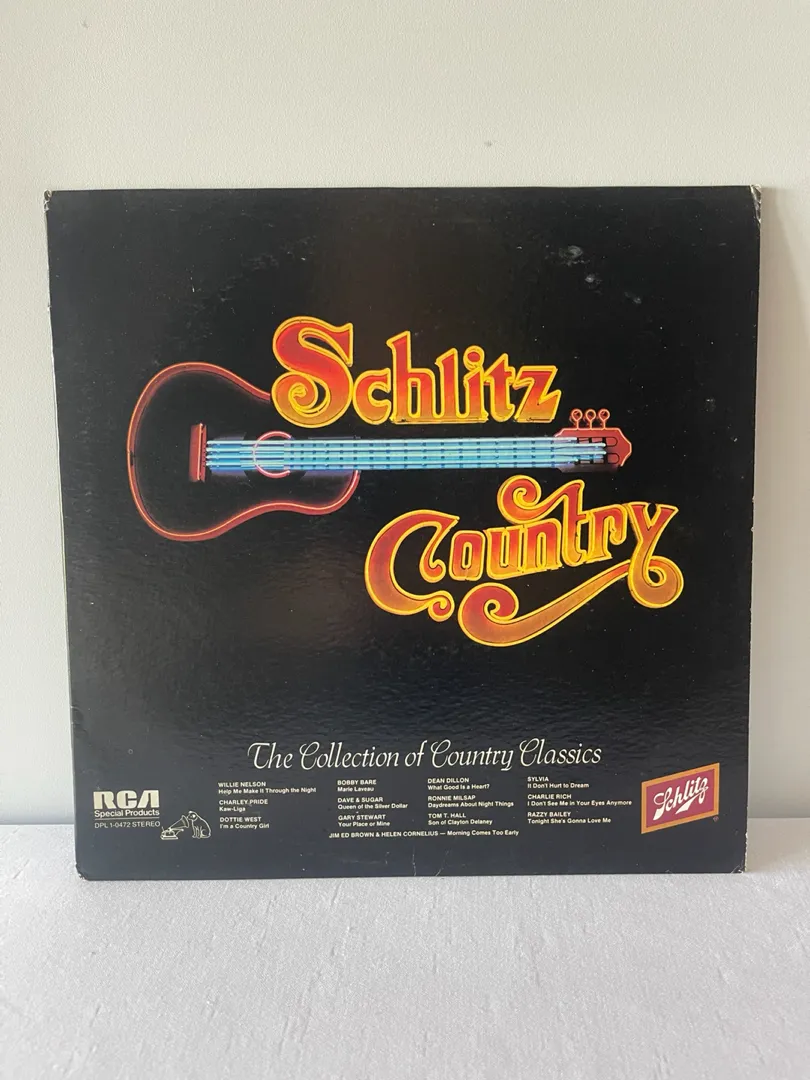 Schlitz
Country
The Collection of Country Classics
WILLIE NELSON
Help Me Make It Through the Night
CHARLEY PRIDE
Kaw-Liga
DOTTIE WEST
I'm a Country Girl
BOBBY BARE
Marie Laveau
DAVE & SUGAR
Queen of the Silver Dollar
GARY STEWART
Your Place or Mine
DEAN DILLON
What Good Is a Heart?
RONNIE MILSAP
Daydreams About Night Things
TOM T. HALL
Son of Clayton Delaney
SYLVIA
It Don't Hurt to Dream
CHARLIE RICH
I Don't See Me in Your Eyes Anymore
RAZZY BAILEY
Tonight She's Gonna Love Me
JIM ED BROWN & HELEN CORNELIUS — Morning Comes Too Early
RCA
Special Products
DPL 1-0472 STEREO
Schlitz
®